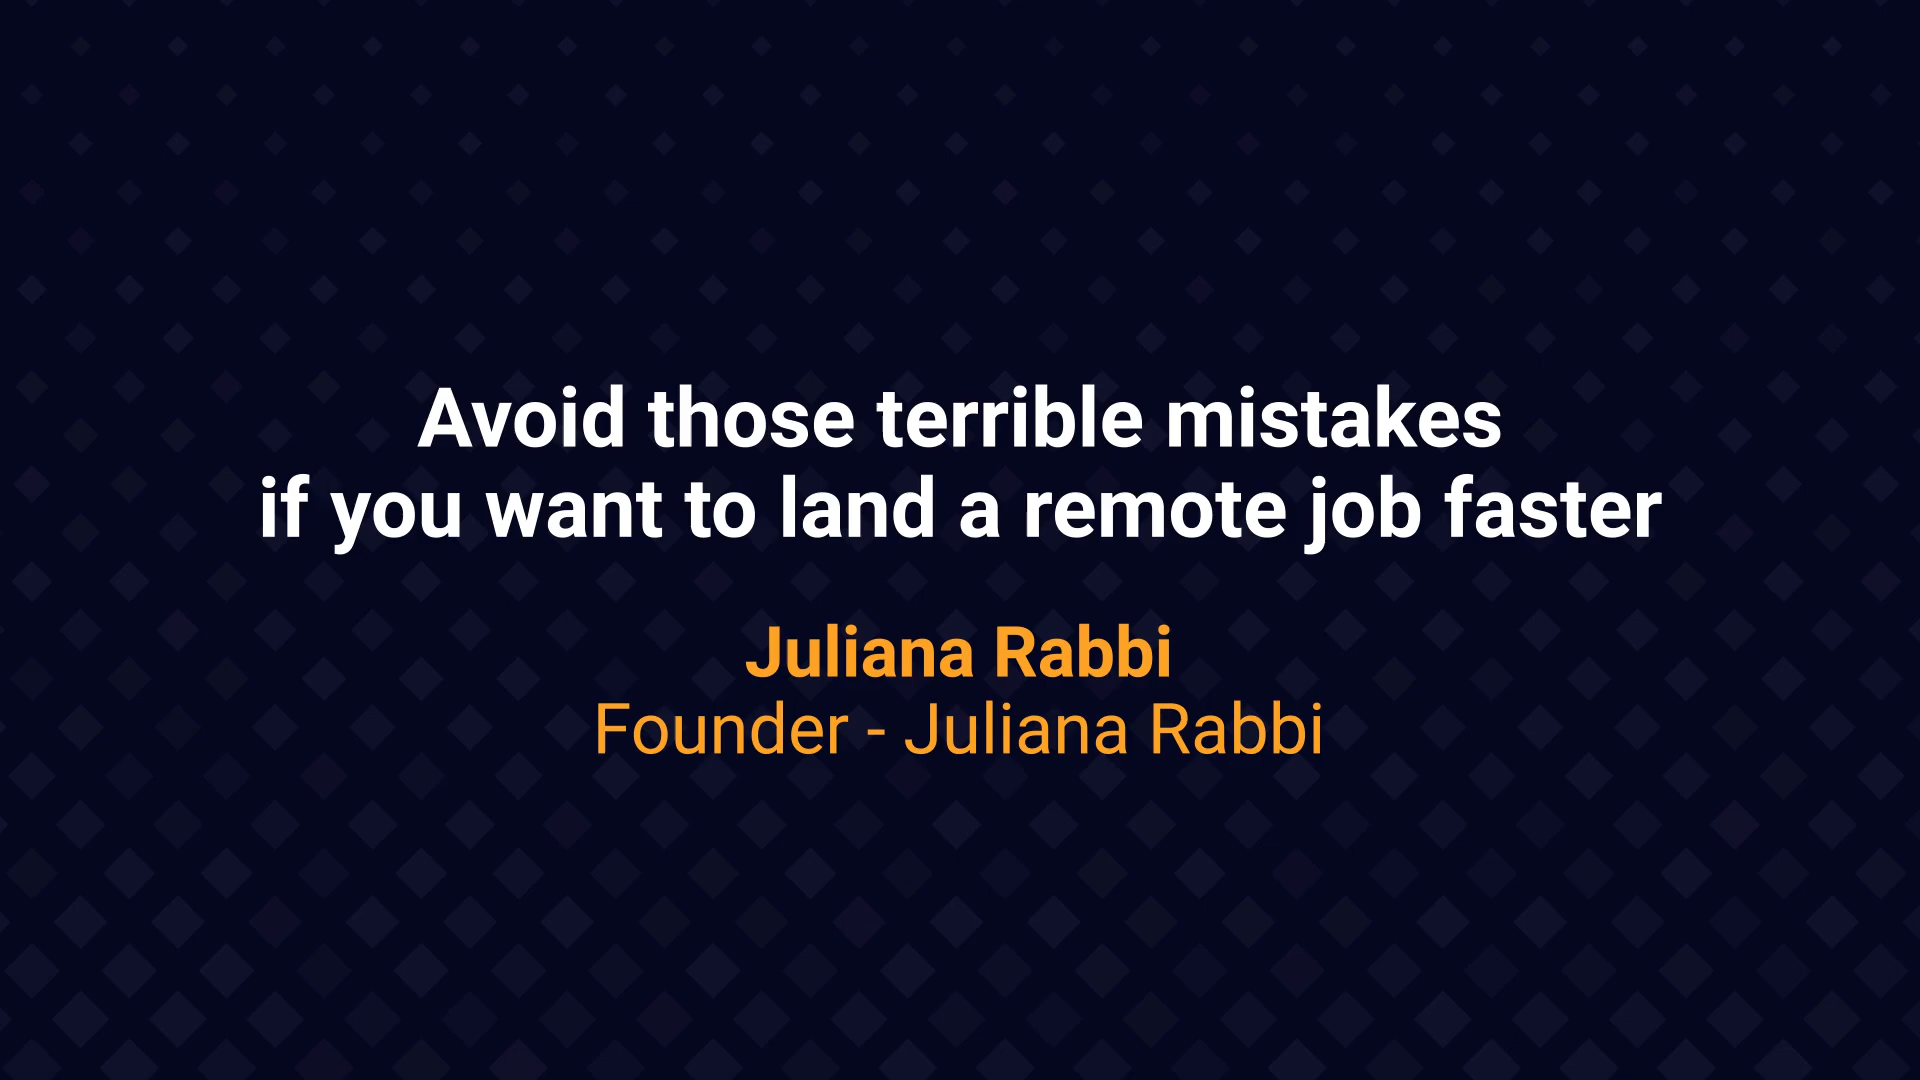 Avoid those terrible mistakes
if you want to land a remote job faster
Juliana Rabbi
Founder - Juliana Rabbi